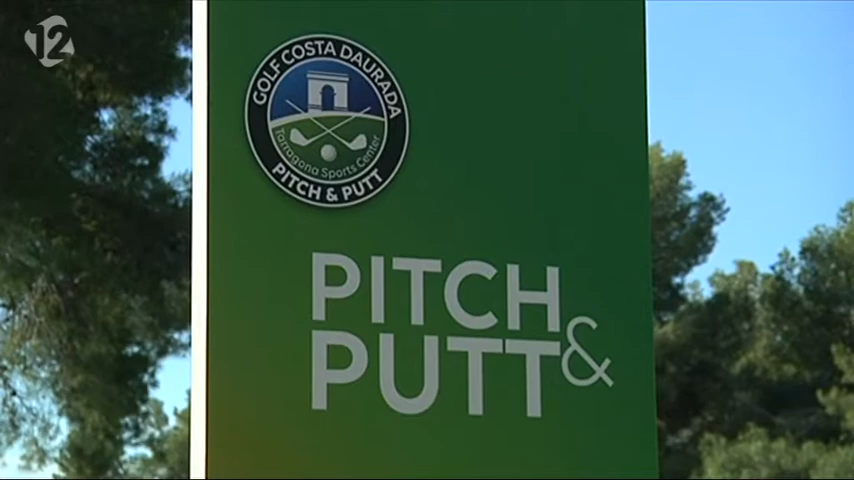 12
GOLF COSTA DAURADA
Tarragona Sports Center
PITCH & PUTT
PITCH
PUTT &